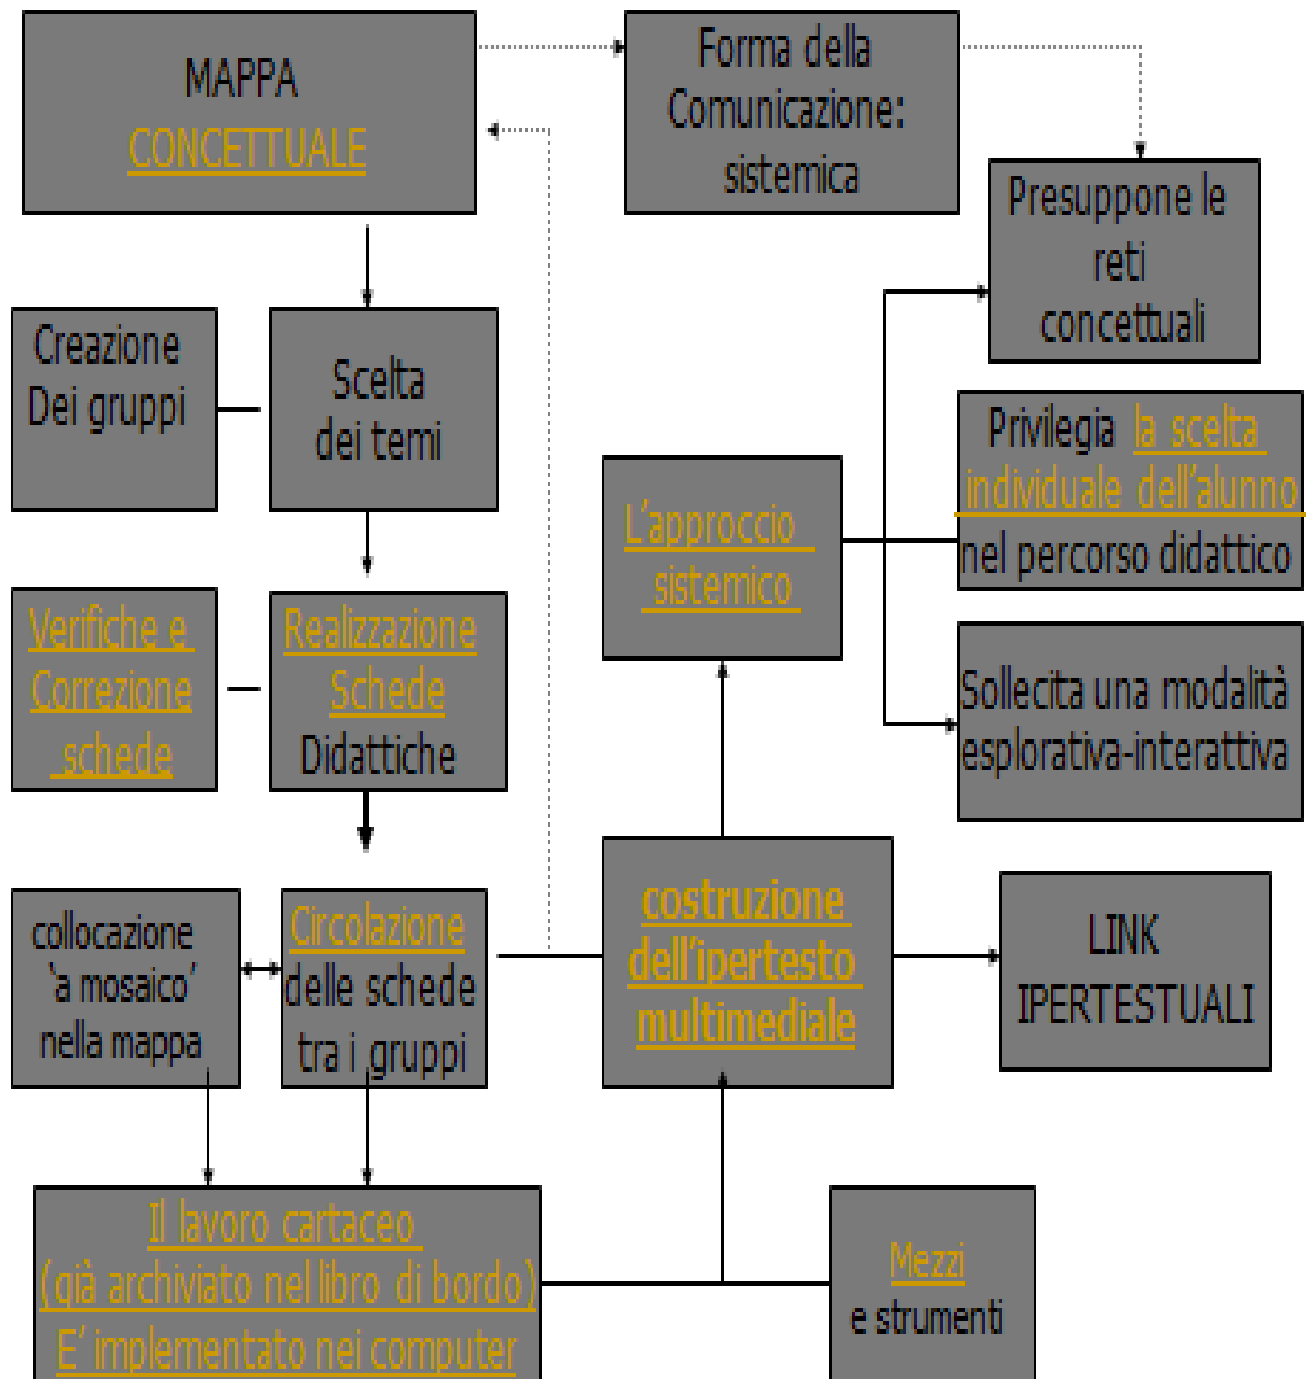 MAPPA
CONCETTUALE
Forma della
Comunicazione:
sistemica
Presuppone le
reti
concettuali
Creazione
Dei gruppi
Scelta
dei temi
Privilegia la scelta
individuale dell'alunno
nel percorso didattico
L'approccio
sistemico
Verifiche e
Correzione
schede
Realizzazione
Schede
Didattiche
Sollecita una modalità
esplorativa-interattiva
collocazione
'a mosaico'
nella mappa
Circolazione
delle schede
tra i gruppi
costruzione
dell'ipertesto
multimediale
LINK
IPERTESTUALI
Il lavoro cartaceo
(già archiviato nel libro di bordo)
E' implementato nei computer
Mezzi
e strumenti